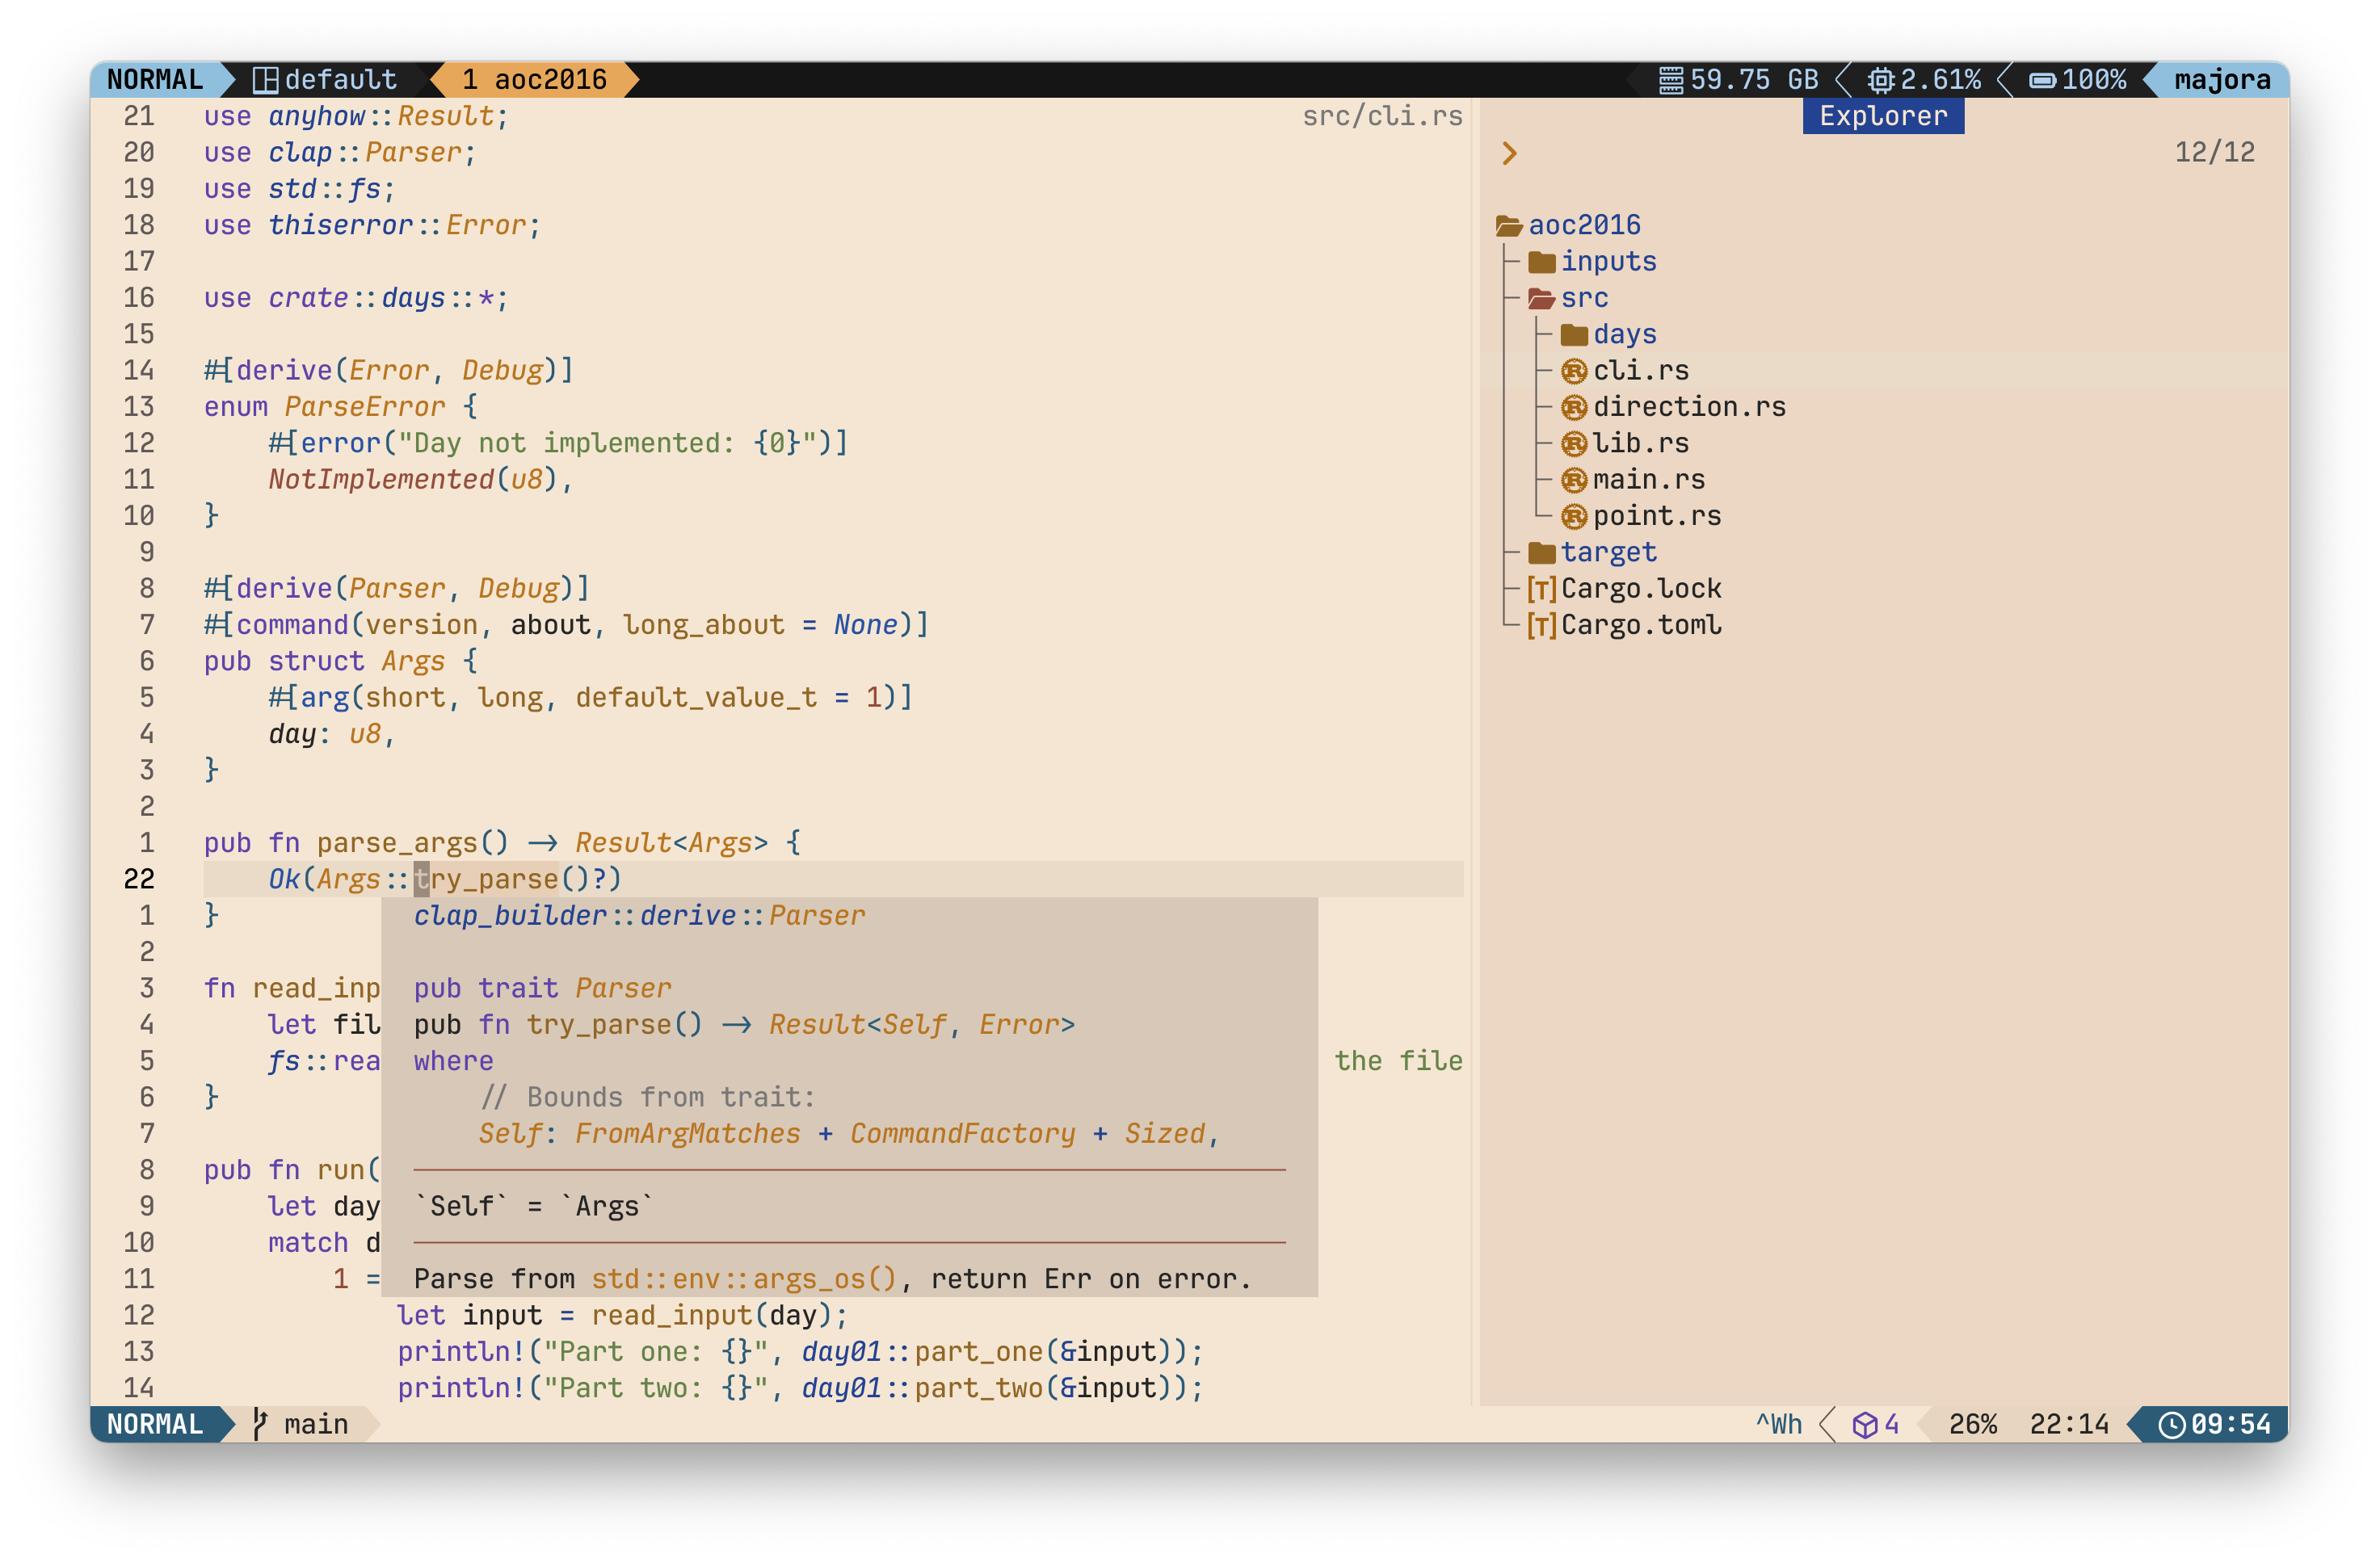 NORMAL default 1 aoc2016 59.75 GB 2.61% 100% majora
21 use anyhow::Result; src/cli.rs
20 use clap::Parser;
19 use std::fs;
18 use thiserror::Error;
17
16 use crate::days::*;
15
14 #[derive(Error, Debug)]
13 enum ParseError {
12     #[error("Day not implemented: {0}")]
11     NotImplemented(u8),
10 }
9
8 #[derive(Parser, Debug)]
7 #[command(version, about, long_about = None)]
6 pub struct Args {
5     #[arg(short, long, default_value_t = 1)]
4     day: u8,
3 }
2
1 pub fn parse_args() -> Result<Args> {
22     Ok(Args::try_parse()?)
1 }
2
3 fn read_inp
4     let fil
5     fs::rea the file
6 }
7
8 pub fn run(
9     let day
10     match d
11         1 =
12             let input = read_input(day);
13             println!("Part one: {}", day01::part_one(&input));
14             println!("Part two: {}", day01::part_two(&input));
clap_builder::derive::Parser
pub trait Parser
pub fn try_parse() -> Result<Self, Error>
where
    // Bounds from trait:
    Self: FromArgMatches + CommandFactory + Sized,
`Self` = `Args`
Parse from std::env::args_os(), return Err on error.
Explorer
> 12/12
aoc2016
inputs
src
days
cli.rs
direction.rs
lib.rs
main.rs
point.rs
target
[T] Cargo.lock
[T] Cargo.toml
NORMAL main ^Wh 4 26% 22:14 09:54